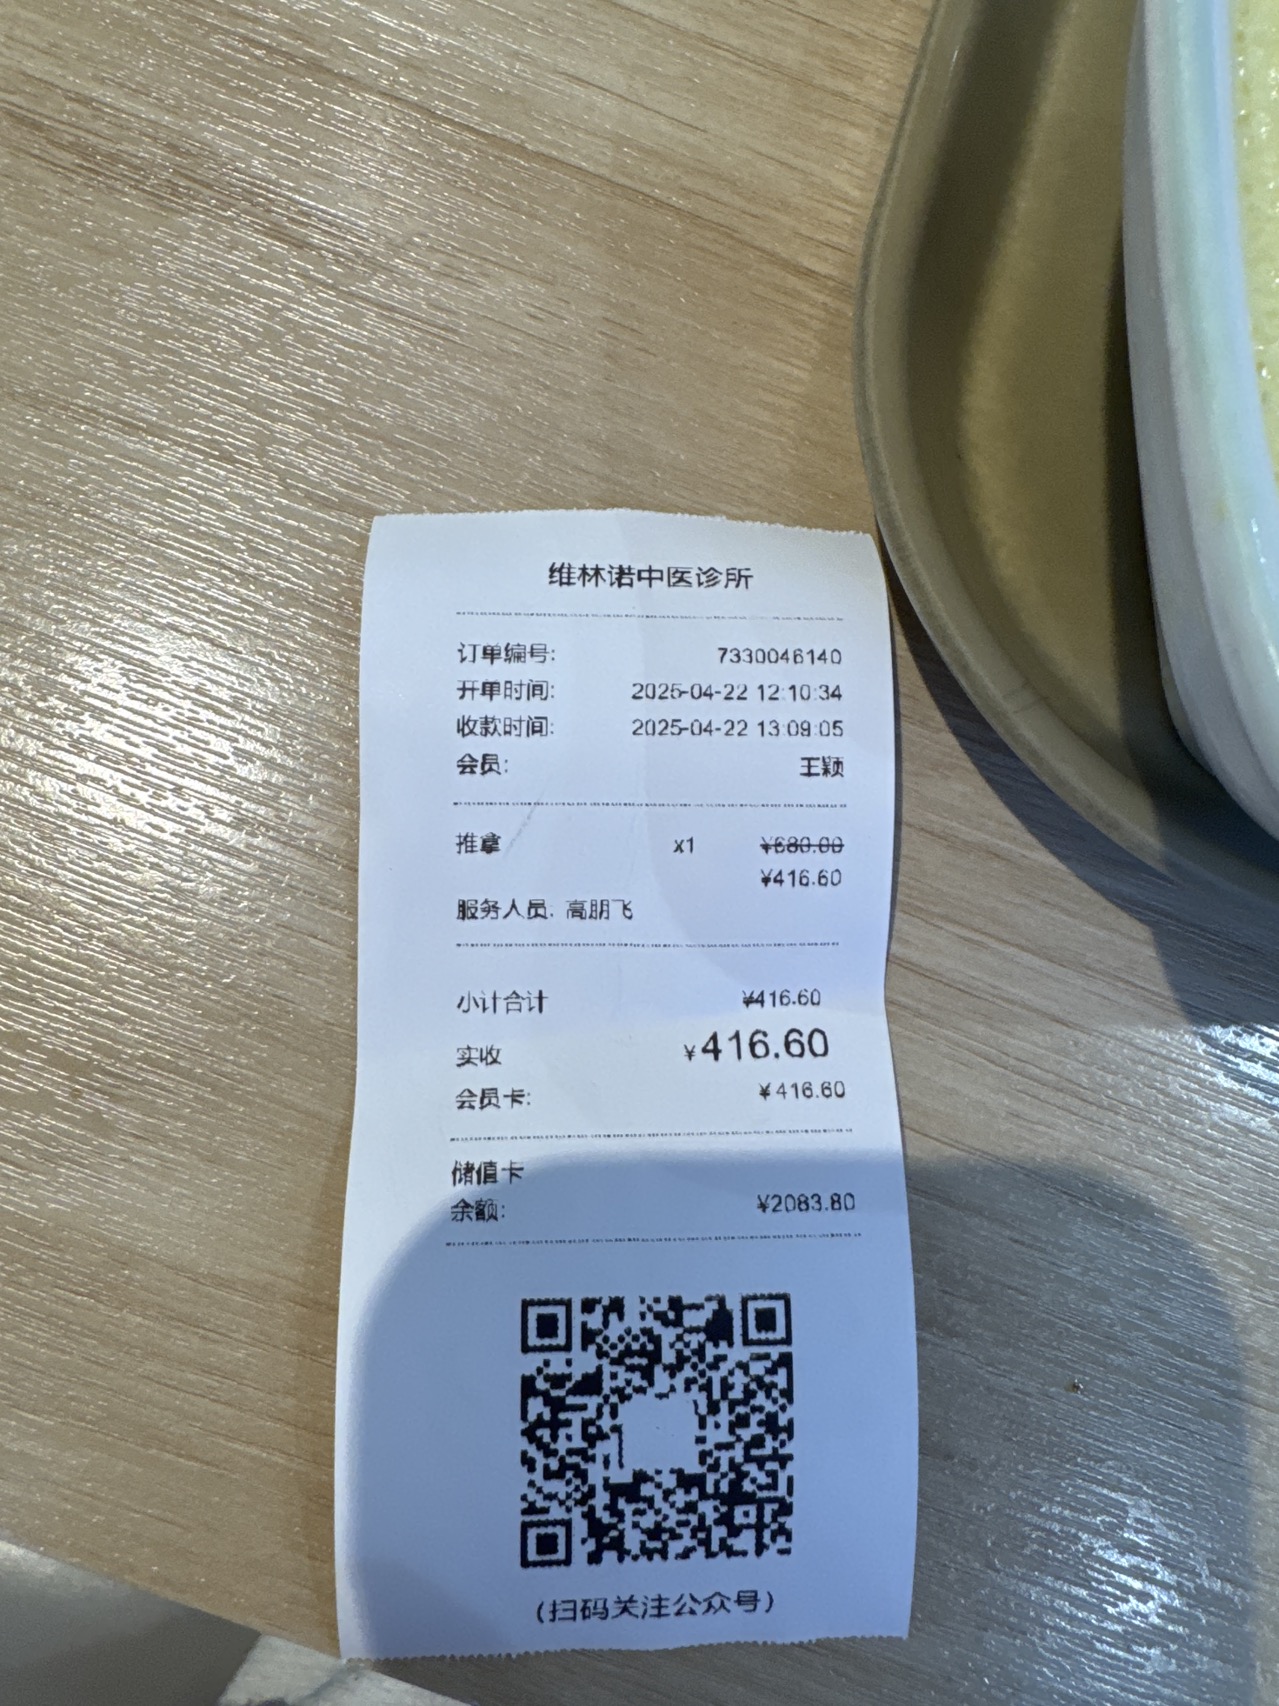 维林诺中医诊所
订单编号: 7330046140
开单时间: 2025-04-22 12:10:34
收款时间: 2025-04-22 13:09:05
会员: 王颖
推拿 x1 ¥680.00
¥416.60
服务人员: 高朋飞
小计合计 ¥416.60
实收 ¥416.60
会员卡: ¥416.60
储值卡
余额: ¥2083.80
(扫码关注公众号)